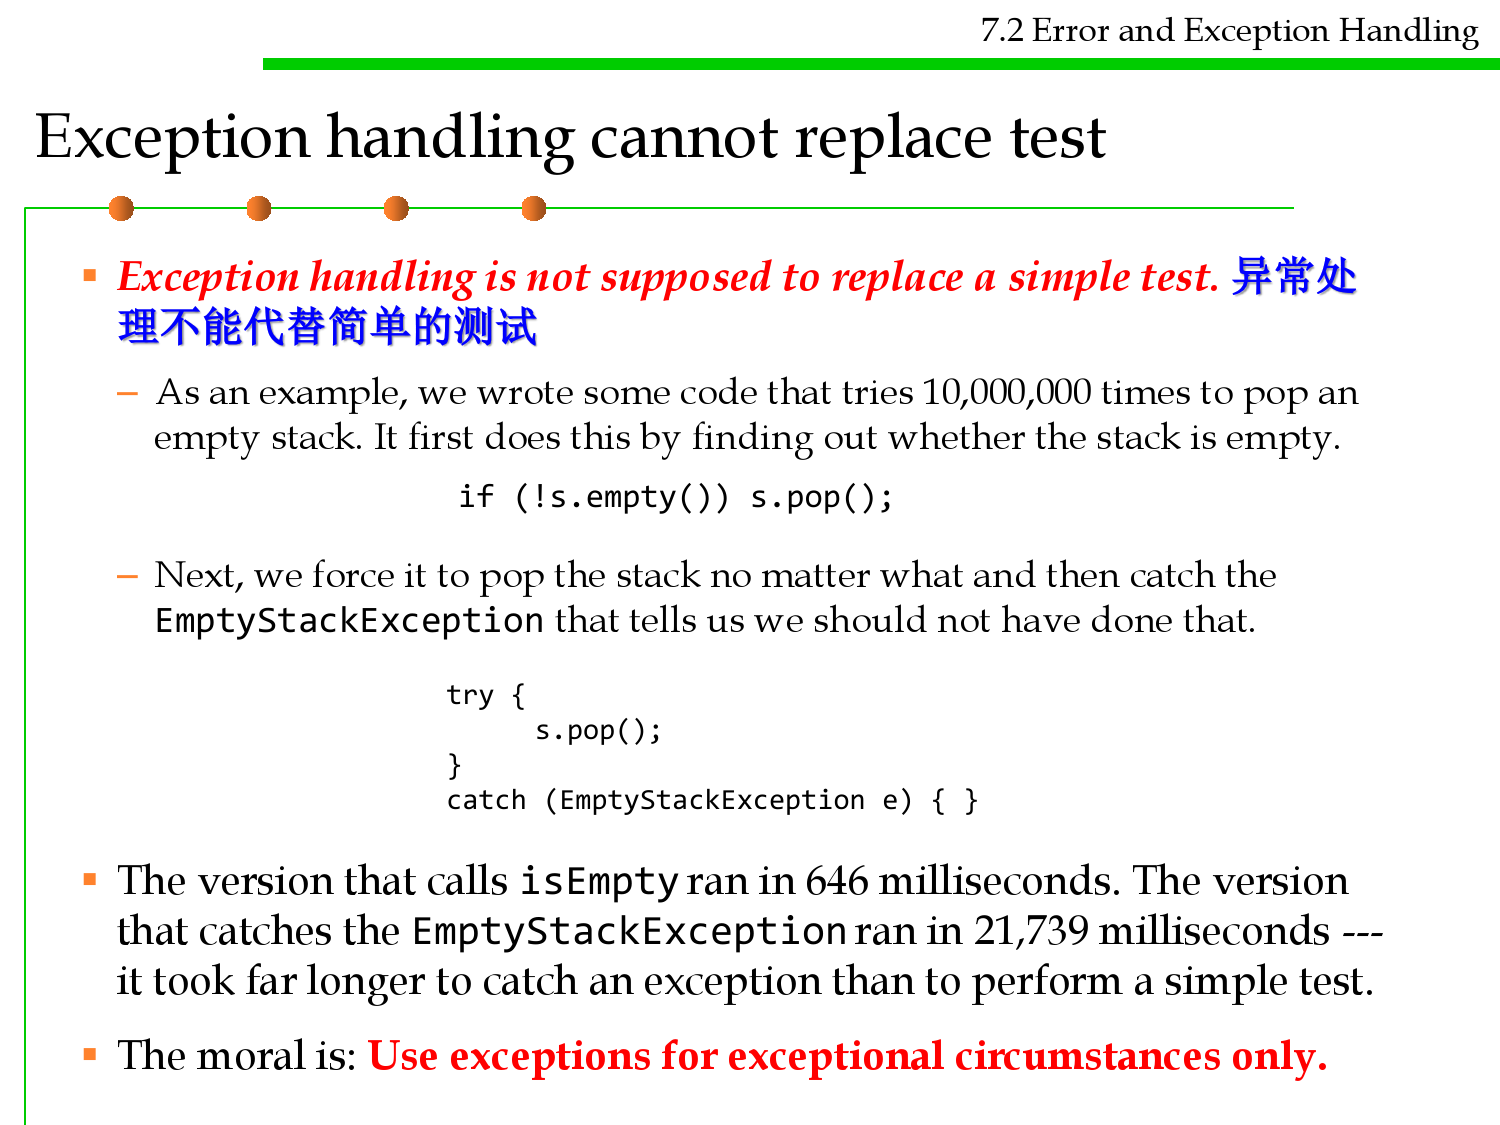 7.2 Error and Exception Handling
Exception handling cannot replace test
▪ Exception handling is not supposed to replace a simple test. 异常处
理不能代替简单的测试
– As an example, we wrote some code that tries 10,000,000 times to pop an
empty stack. It first does this by finding out whether the stack is empty.
if (!s.empty()) s.pop();
– Next, we force it to pop the stack no matter what and then catch the
EmptyStackException that tells us we should not have done that.
try {
s.pop();
}
catch (EmptyStackException e) { }
▪ The version that calls isEmpty ran in 646 milliseconds. The version
that catches the EmptyStackException ran in 21,739 milliseconds ---
it took far longer to catch an exception than to perform a simple test.
▪ The moral is: Use exceptions for exceptional circumstances only.